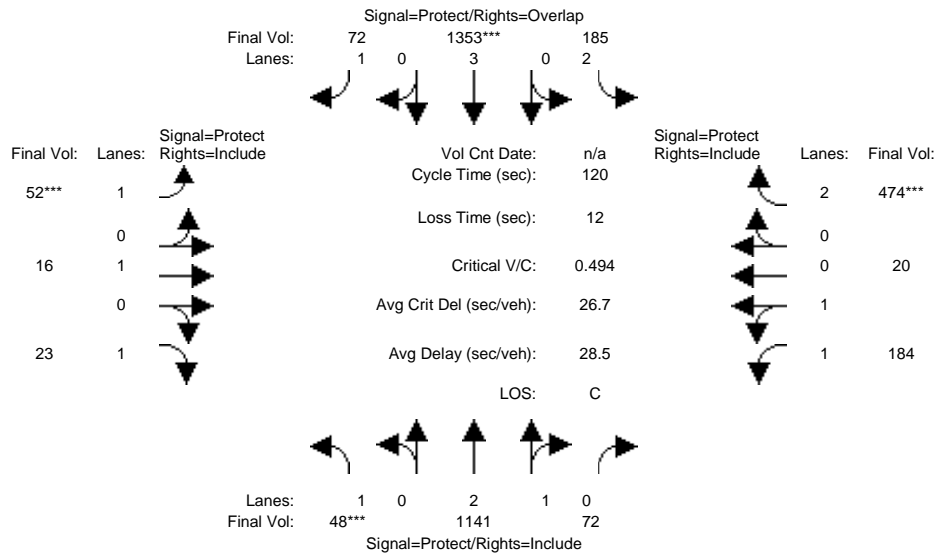 Signal=Protect/Rights=Overlap
Final Vol: 72 1353*** 185
Lanes: 1 0 3 0 2
Signal=Protect Signal=Protect
Final Vol: Lanes: Rights=Include Vol Cnt Date: n/a Rights=Include Lanes: Final Vol:
Cycle Time (sec): 120
52*** 1 2 474***
Loss Time (sec): 12
0 0
16 1 Critical V/C: 0.494 0 20
0 Avg Crit Del (sec/veh): 26.7 1
23 1 Avg Delay (sec/veh): 28.5 1 184
LOS: C
Lanes: 1 0 2 1 0
Final Vol: 48*** 1141 72
Signal=Protect/Rights=Include